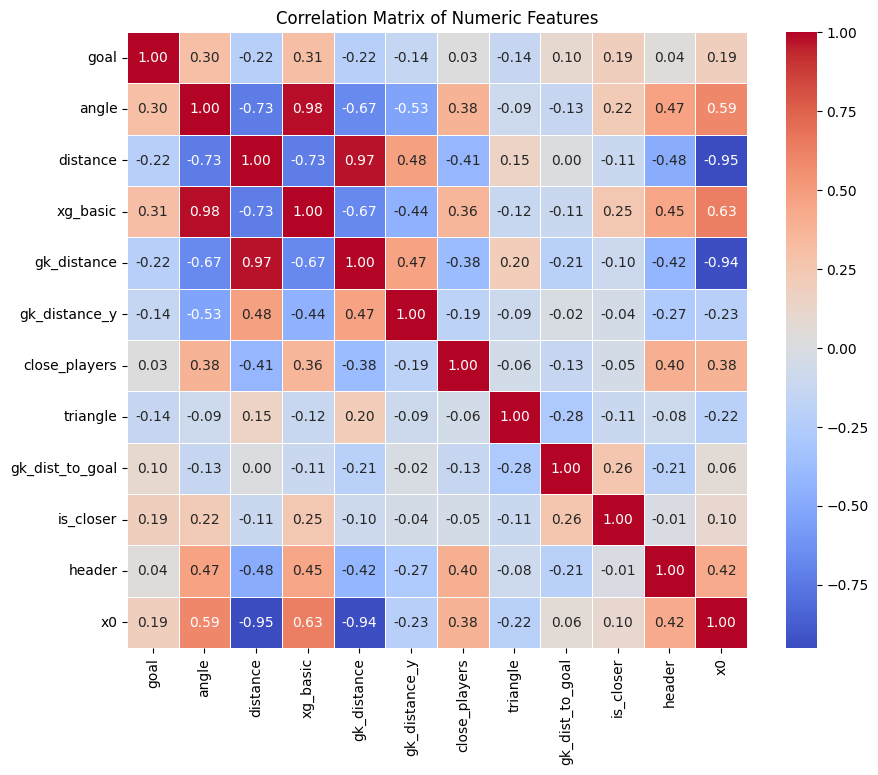 Correlation Matrix of Numeric Features
goal 1.00 0.30 -0.22 0.31 -0.22 -0.14 0.03 -0.14 0.10 0.19 0.04 0.19
angle 0.30 1.00 -0.73 0.98 -0.67 -0.53 0.38 -0.09 -0.13 0.22 0.47 0.59
distance -0.22 -0.73 1.00 -0.73 0.97 0.48 -0.41 0.15 0.00 -0.11 -0.48 -0.95
xg_basic 0.31 0.98 -0.73 1.00 -0.67 -0.44 0.36 -0.12 -0.11 0.25 0.45 0.63
gk_distance -0.22 -0.67 0.97 -0.67 1.00 0.47 -0.38 0.20 -0.21 -0.10 -0.42 -0.94
gk_distance_y -0.14 -0.53 0.48 -0.44 0.47 1.00 -0.19 -0.09 -0.02 -0.04 -0.27 -0.23
close_players 0.03 0.38 -0.41 0.36 -0.38 -0.19 1.00 -0.06 -0.13 -0.05 0.40 0.38
triangle -0.14 -0.09 0.15 -0.12 0.20 -0.09 -0.06 1.00 -0.28 -0.11 -0.08 -0.22
gk_dist_to_goal 0.10 -0.13 0.00 -0.11 -0.21 -0.02 -0.13 -0.28 1.00 0.26 -0.21 0.06
is_closer 0.19 0.22 -0.11 0.25 -0.10 -0.04 -0.05 -0.11 0.26 1.00 -0.01 0.10
header 0.04 0.47 -0.48 0.45 -0.42 -0.27 0.40 -0.08 -0.21 -0.01 1.00 0.42
x0 0.19 0.59 -0.95 0.63 -0.94 -0.23 0.38 -0.22 0.06 0.10 0.42 1.00
goal
angle
distance
xg_basic
gk_distance
gk_distance_y
close_players
triangle
gk_dist_to_goal
is_closer
header
x0
1.00
0.75
0.50
0.25
0.00
−0.25
−0.50
−0.75